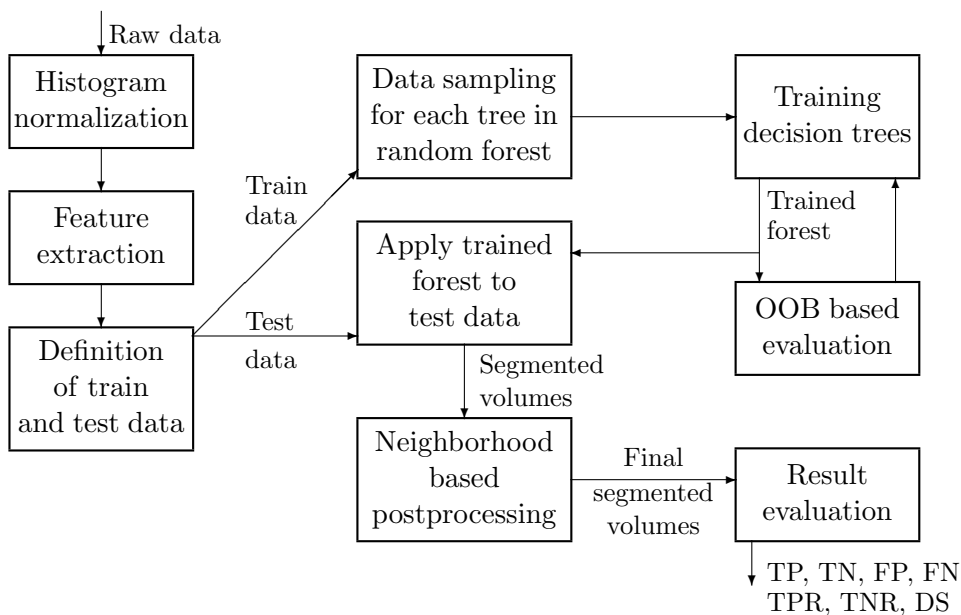 Raw data
Histogram
normalization
Feature
extraction
Definition
of train
and test data
Train
data
Test
data
Data sampling
for each tree in
random forest
Training
decision trees
Trained
forest
OOB based
evaluation
Apply trained
forest to
test data
Segmented
volumes
Neighborhood
based
postprocessing
Final
segmented
volumes
Result
evaluation
TP, TN, FP, FN
TPR, TNR, DS